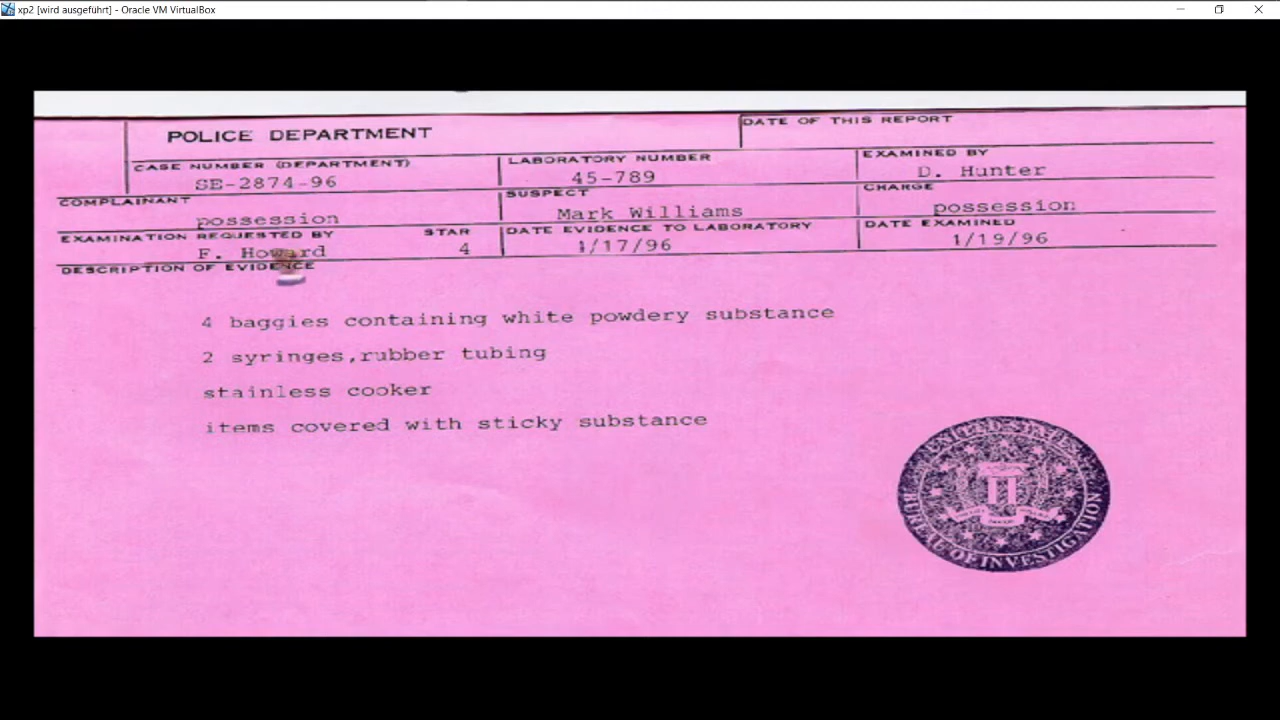 xp2 [wird ausgeführt] - Oracle VM VirtualBox
POLICE DEPARTMENT
DATE OF THIS REPORT
CASE NUMBER (DEPARTMENT)
SE-2874-96
LABORATORY NUMBER
45-789
EXAMINED BY
D. Hunter
COMPLAINANT
possession
SUSPECT
Mark Williams
CHARGE
possession
EXAMINATION REQUESTED BY
F. Howard
STAR
4
DATE EVIDENCE TO LABORATORY
1/17/96
DATE EXAMINED
1/19/96
DESCRIPTION OF EVIDENCE
4 baggies containing white powdery substance
2 syringes,rubber tubing
stainless cooker
items covered with sticky substance
UNITED STATES
BUREAU OF INVESTIGATION